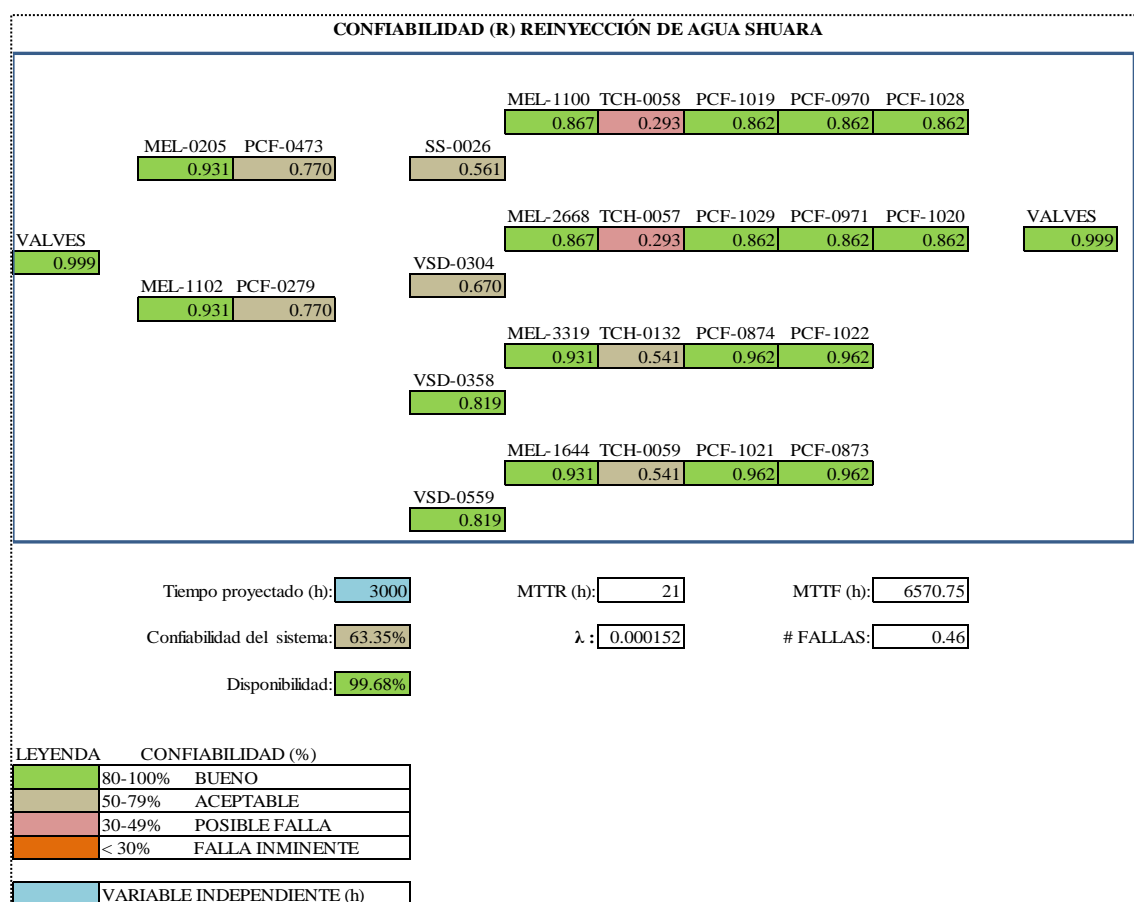 CONFIABILIDAD (R) REINYECCIÓN DE AGUA SHUARA
MEL-1100 TCH-0058 PCF-1019 PCF-0970 PCF-1028
0.867 0.293 0.862 0.862 0.862
MEL-0205 PCF-0473 SS-0026
0.931 0.770 0.561
MEL-2668 TCH-0057 PCF-1029 PCF-0971 PCF-1020 VALVES
VALVES 0.867 0.293 0.862 0.862 0.862 0.999
0.999 VSD-0304
MEL-1102 PCF-0279 0.670
0.931 0.770
MEL-3319 TCH-0132 PCF-0874 PCF-1022
0.931 0.541 0.962 0.962
VSD-0358
0.819
MEL-1644 TCH-0059 PCF-1021 PCF-0873
0.931 0.541 0.962 0.962
VSD-0559
0.819
Tiempo proyectado (h): 3000 MTTR (h): 21 MTTF (h): 6570.75
Confiabilidad del sistema: 63.35% λ : 0.000152 # FALLAS: 0.46
Disponibilidad: 99.68%
LEYENDA CONFIABILIDAD (%)
80-100% BUENO
50-79% ACEPTABLE
30-49% POSIBLE FALLA
< 30% FALLA INMINENTE
VARIABLE INDEPENDIENTE (h)